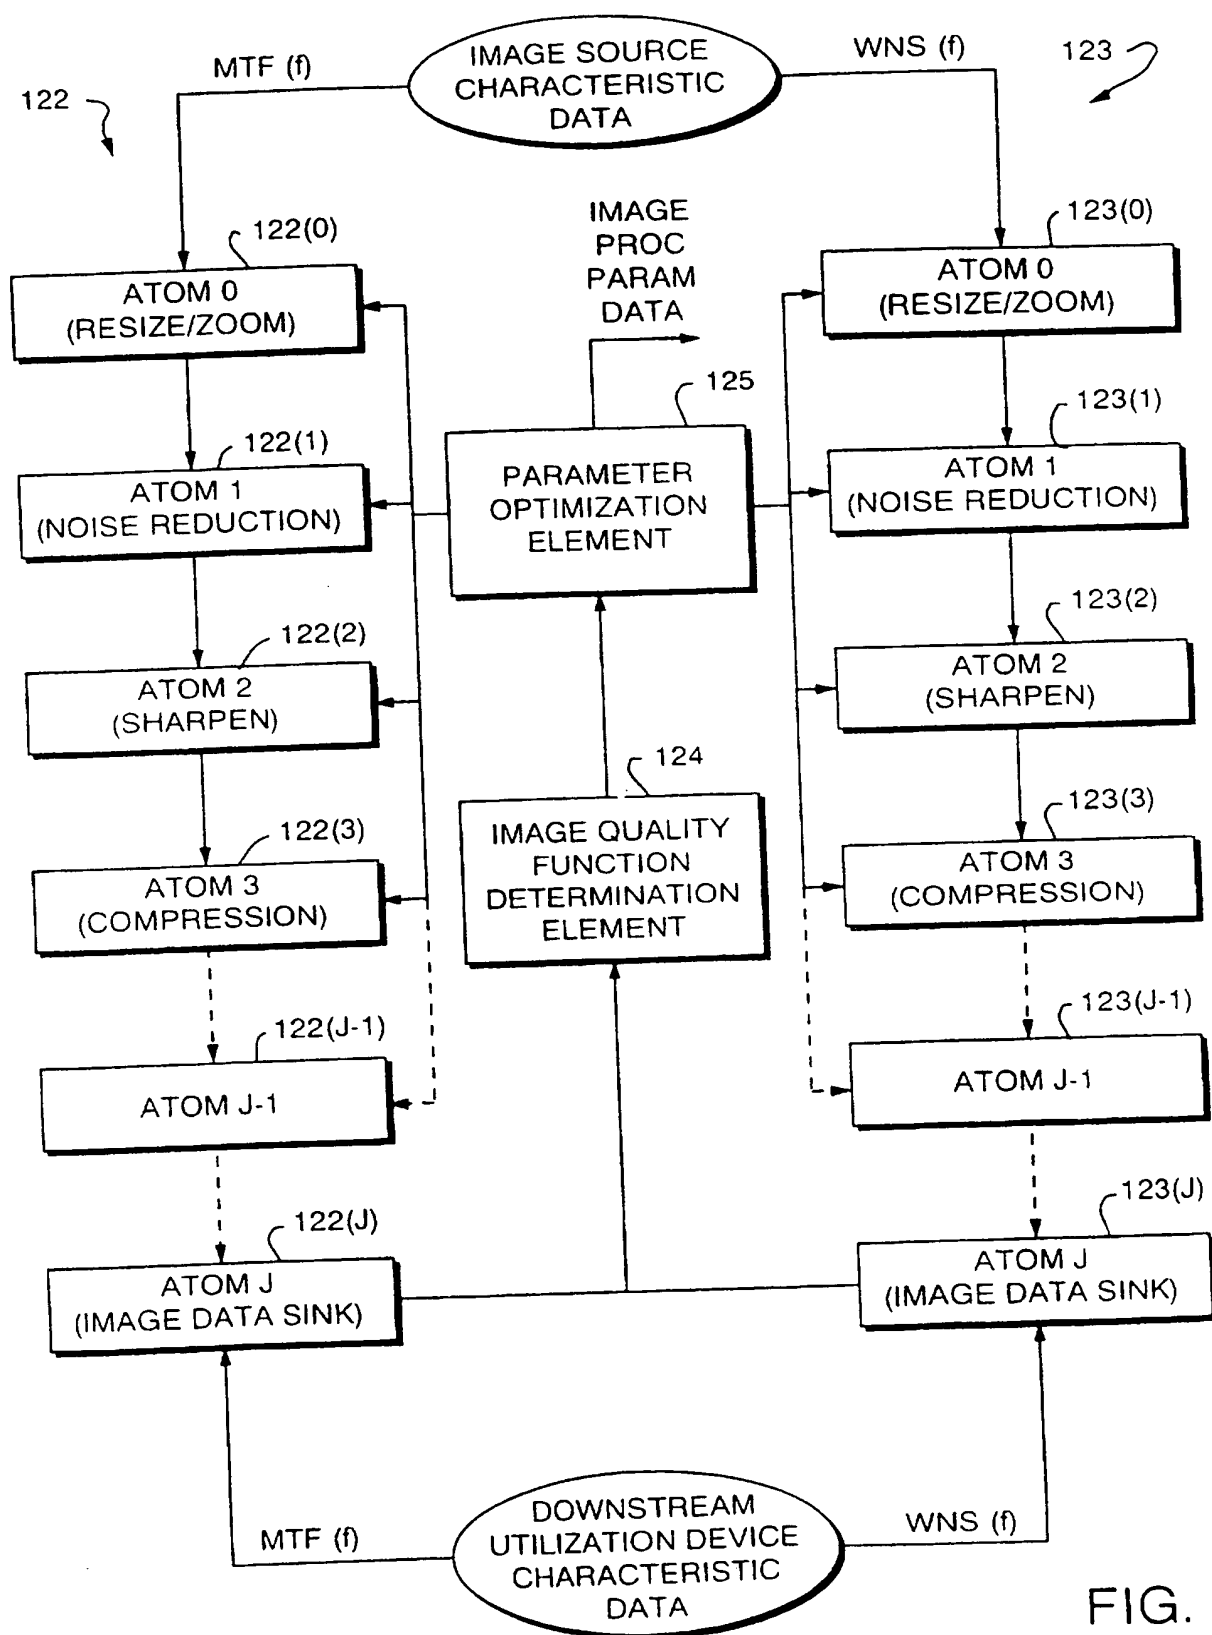 IMAGE SOURCE
CHARACTERISTIC
DATA
MTF (f)
WNS (f)
122
123
IMAGE
PROC
PARAM
DATA
122(0)
ATOM 0
(RESIZE/ZOOM)
123(0)
ATOM 0
(RESIZE/ZOOM)
125
PARAMETER
OPTIMIZATION
ELEMENT
122(1)
ATOM 1
(NOISE REDUCTION)
123(1)
ATOM 1
(NOISE REDUCTION)
122(2)
ATOM 2
(SHARPEN)
123(2)
ATOM 2
(SHARPEN)
124
IMAGE QUALITY
FUNCTION
DETERMINATION
ELEMENT
122(3)
ATOM 3
(COMPRESSION)
123(3)
ATOM 3
(COMPRESSION)
122(J-1)
ATOM J-1
123(J-1)
ATOM J-1
122(J)
ATOM J
(IMAGE DATA SINK)
123(J)
ATOM J
(IMAGE DATA SINK)
MTF (f)
WNS (f)
DOWNSTREAM
UTILIZATION DEVICE
CHARACTERISTIC
DATA
FIG.